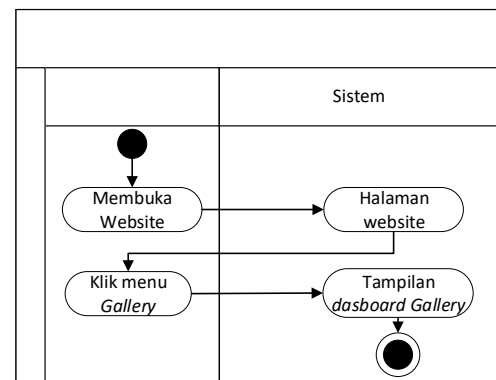 Sistem
Membuka
Website
Halaman
website
Klik menu
Gallery
Tampilan
dasboard Gallery